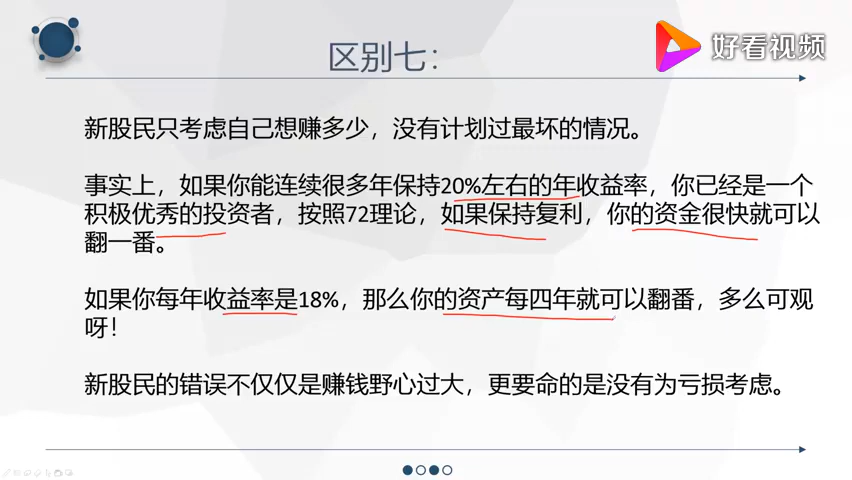 区别七：
好看视频
新股民只考虑自己想赚多少，没有计划过最坏的情况。
事实上，如果你能连续很多年保持20%左右的年收益率，你已经是一个
积极优秀的投资者，按照72理论，如果保持复利，你的资金很快就可以
翻一番。
如果你每年收益率是18%，那么你的资产每四年就可以翻番，多么可观
呀！
新股民的错误不仅仅是赚钱野心过大，更要命的是没有为亏损考虑。